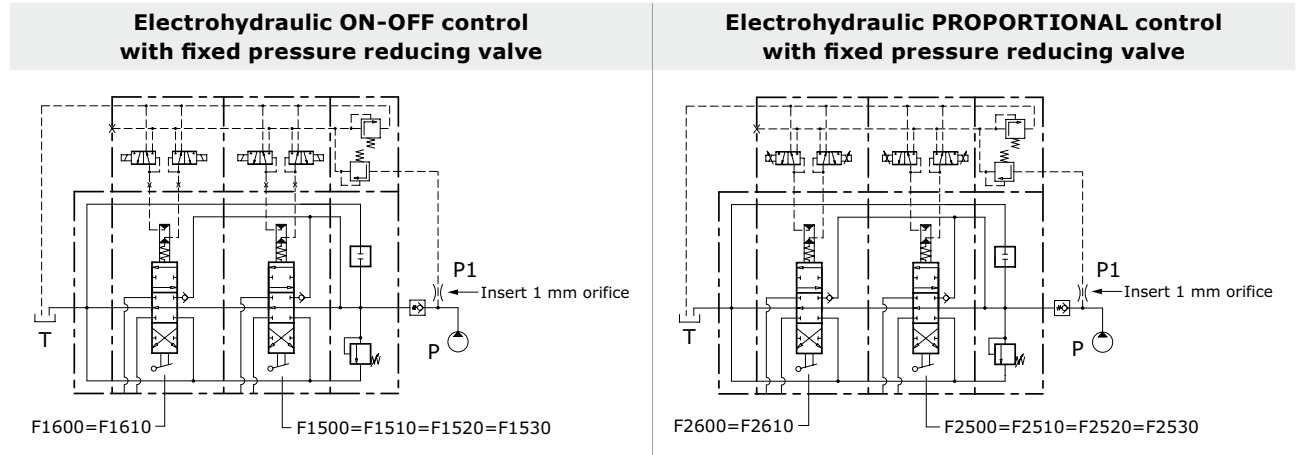 Electrohydraulic ON-OFF control
with fixed pressure reducing valve
P1
Insert 1 mm orifice
T
P
F1600=F1610
F1500=F1510=F1520=F1530
Electrohydraulic PROPORTIONAL control
with fixed pressure reducing valve
P1
Insert 1 mm orifice
T
P
F2600=F2610
F2500=F2510=F2520=F2530